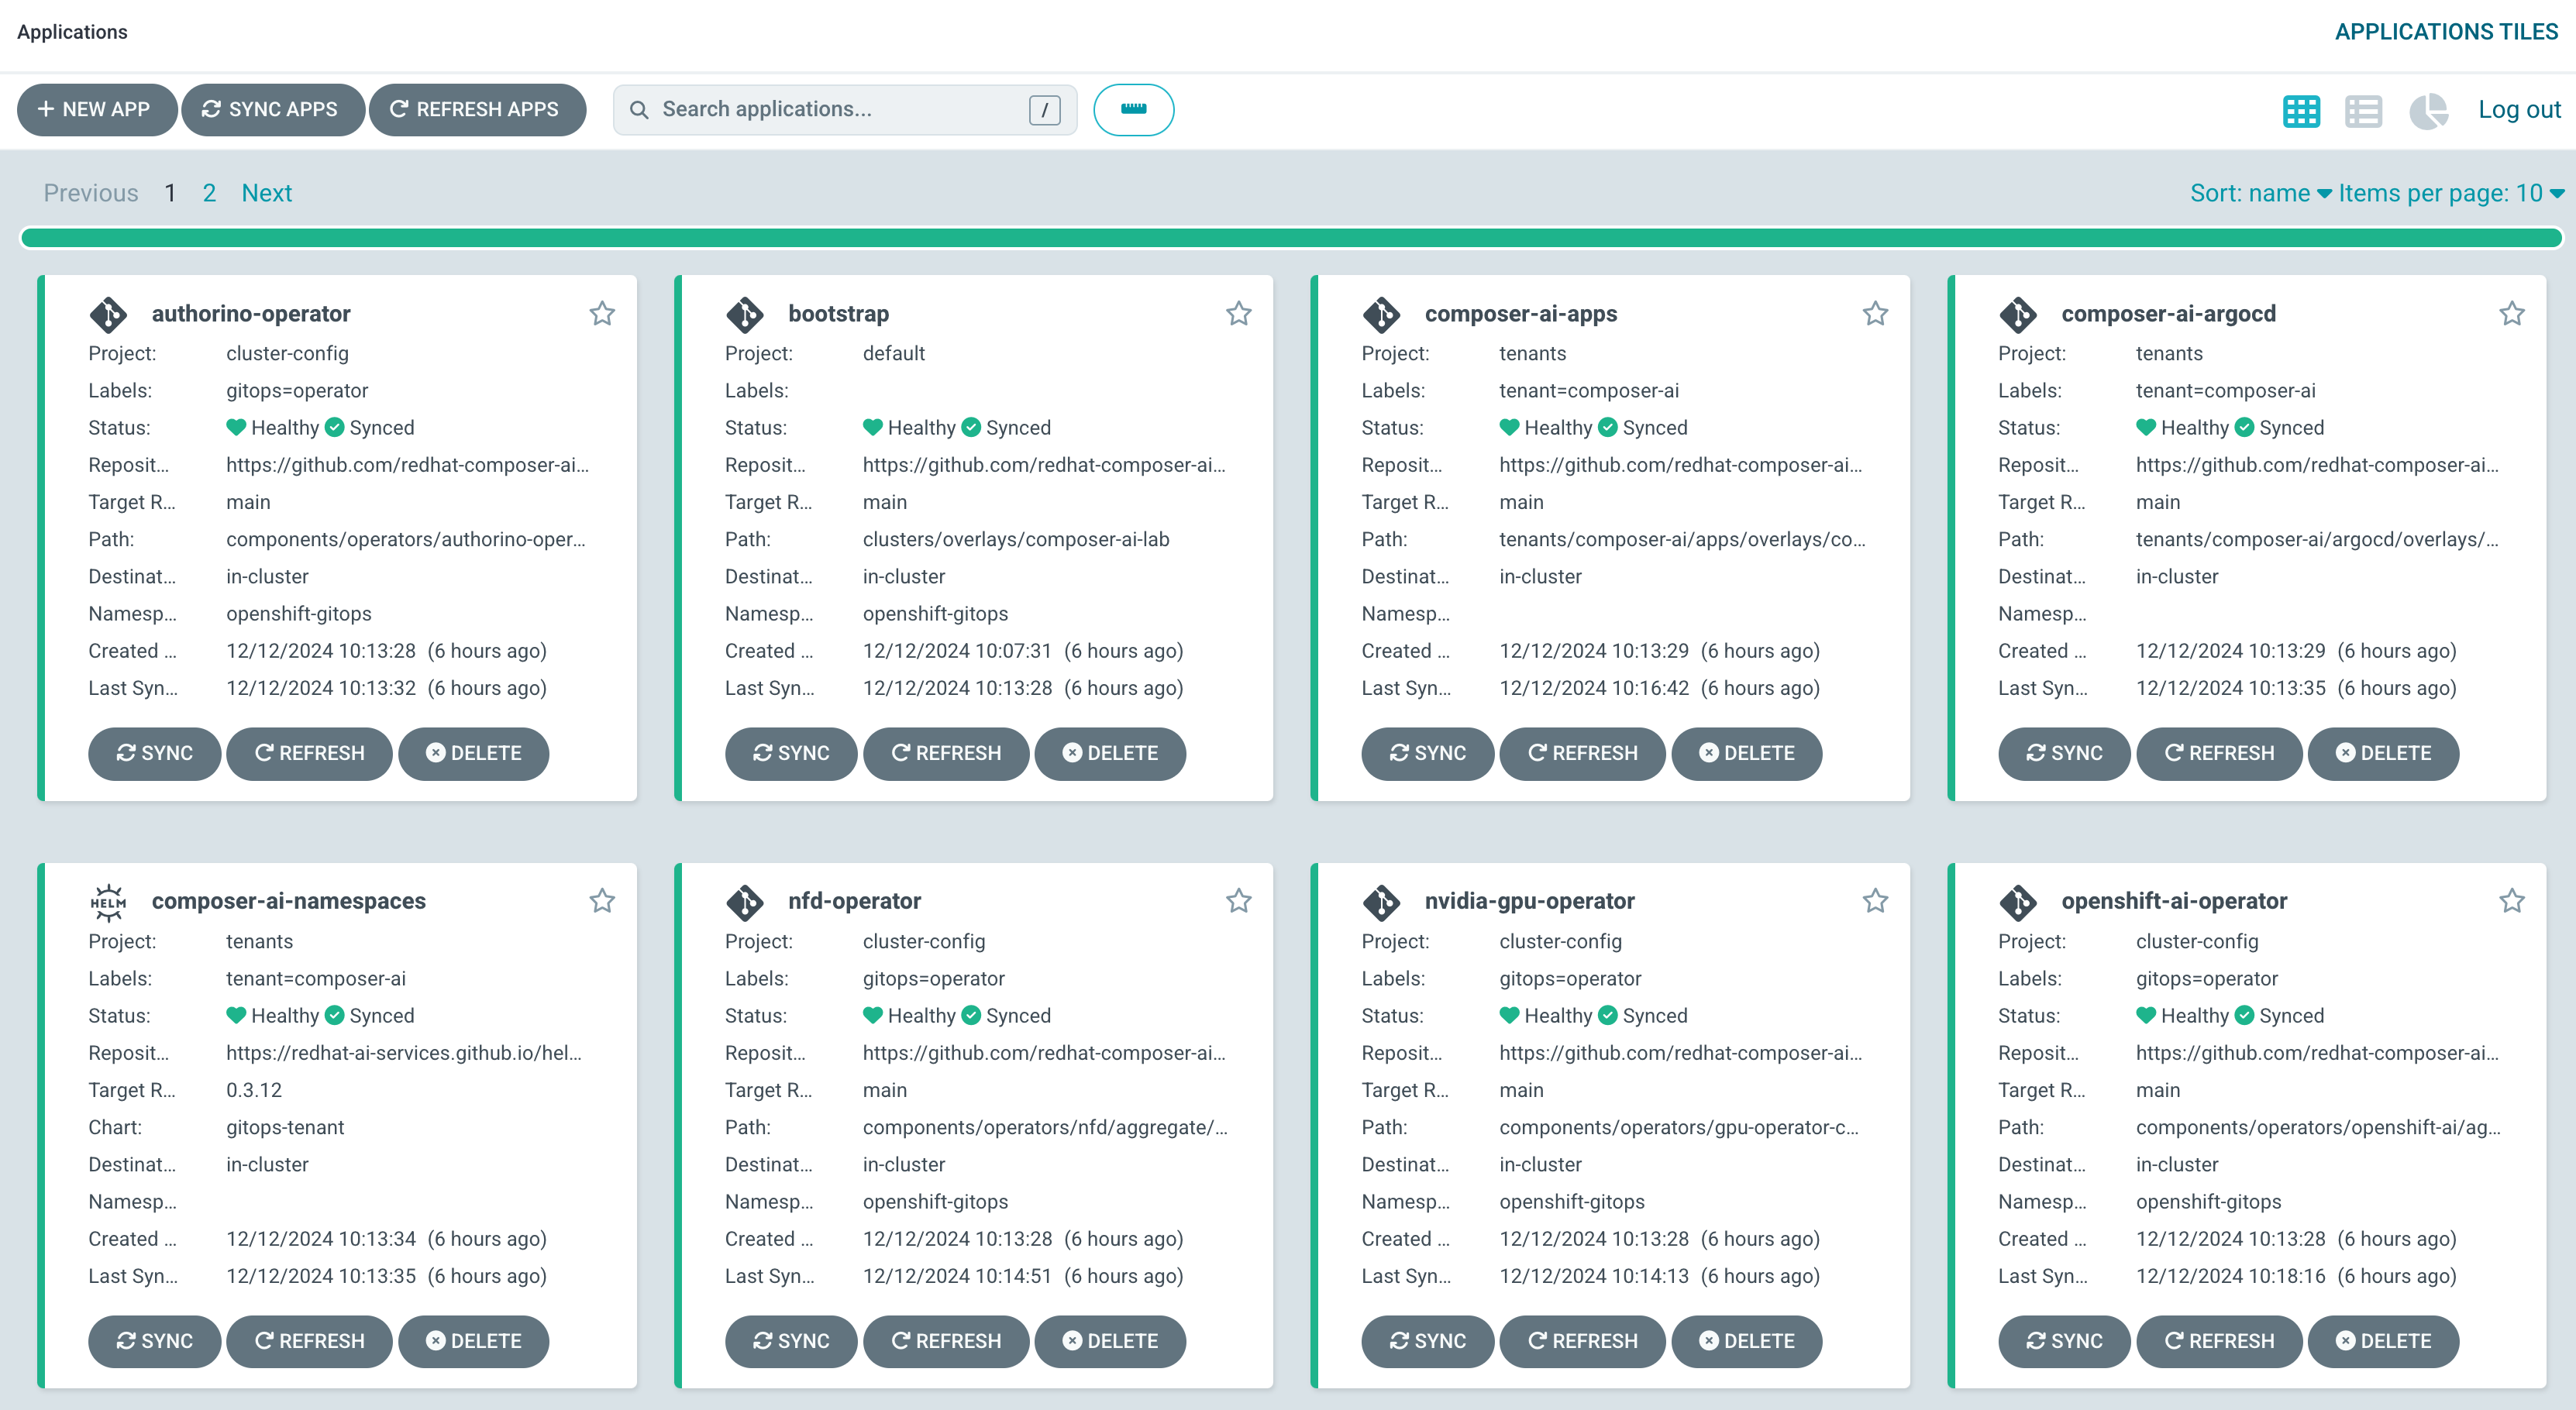 Applications
APPLICATIONS TILES
NEW APP
SYNC APPS
REFRESH APPS
Search applications...
/
Log out
Previous 1 2 Next
Sort: name Items per page: 10
authorino-operator
Project: cluster-config
Labels: gitops=operator
Status: Healthy Synced
Reposit... https://github.com/redhat-composer-ai...
Target R... main
Path: components/operators/authorino-oper...
Destinat... in-cluster
Namesp... openshift-gitops
Created ... 12/12/2024 10:13:28 (6 hours ago)
Last Syn... 12/12/2024 10:13:32 (6 hours ago)
SYNC REFRESH DELETE
bootstrap
Project: default
Labels:
Status: Healthy Synced
Reposit... https://github.com/redhat-composer-ai...
Target R... main
Path: clusters/overlays/composer-ai-lab
Destinat... in-cluster
Namesp... openshift-gitops
Created ... 12/12/2024 10:07:31 (6 hours ago)
Last Syn... 12/12/2024 10:13:28 (6 hours ago)
SYNC REFRESH DELETE
composer-ai-apps
Project: tenants
Labels: tenant=composer-ai
Status: Healthy Synced
Reposit... https://github.com/redhat-composer-ai...
Target R... main
Path: tenants/composer-ai/apps/overlays/co...
Destinat... in-cluster
Namesp...
Created ... 12/12/2024 10:13:29 (6 hours ago)
Last Syn... 12/12/2024 10:16:42 (6 hours ago)
SYNC REFRESH DELETE
composer-ai-argocd
Project: tenants
Labels: tenant=composer-ai
Status: Healthy Synced
Reposit... https://github.com/redhat-composer-ai...
Target R... main
Path: tenants/composer-ai/argocd/overlays/...
Destinat... in-cluster
Namesp...
Created ... 12/12/2024 10:13:29 (6 hours ago)
Last Syn... 12/12/2024 10:13:35 (6 hours ago)
SYNC REFRESH DELETE
HELM composer-ai-namespaces
Project: tenants
Labels: tenant=composer-ai
Status: Healthy Synced
Reposit... https://redhat-ai-services.github.io/hel...
Target R... 0.3.12
Chart: gitops-tenant
Destinat... in-cluster
Namesp...
Created ... 12/12/2024 10:13:34 (6 hours ago)
Last Syn... 12/12/2024 10:13:35 (6 hours ago)
SYNC REFRESH DELETE
nfd-operator
Project: cluster-config
Labels: gitops=operator
Status: Healthy Synced
Reposit... https://github.com/redhat-composer-ai...
Target R... main
Path: components/operators/nfd/aggregate/...
Destinat... in-cluster
Namesp... openshift-gitops
Created ... 12/12/2024 10:13:28 (6 hours ago)
Last Syn... 12/12/2024 10:14:51 (6 hours ago)
SYNC REFRESH DELETE
nvidia-gpu-operator
Project: cluster-config
Labels: gitops=operator
Status: Healthy Synced
Reposit... https://github.com/redhat-composer-ai...
Target R... main
Path: components/operators/gpu-operator-c...
Destinat... in-cluster
Namesp... openshift-gitops
Created ... 12/12/2024 10:13:28 (6 hours ago)
Last Syn... 12/12/2024 10:14:13 (6 hours ago)
SYNC REFRESH DELETE
openshift-ai-operator
Project: cluster-config
Labels: gitops=operator
Status: Healthy Synced
Reposit... https://github.com/redhat-composer-ai...
Target R... main
Path: components/operators/openshift-ai/ag...
Destinat... in-cluster
Namesp... openshift-gitops
Created ... 12/12/2024 10:13:28 (6 hours ago)
Last Syn... 12/12/2024 10:18:16 (6 hours ago)
SYNC REFRESH DELETE